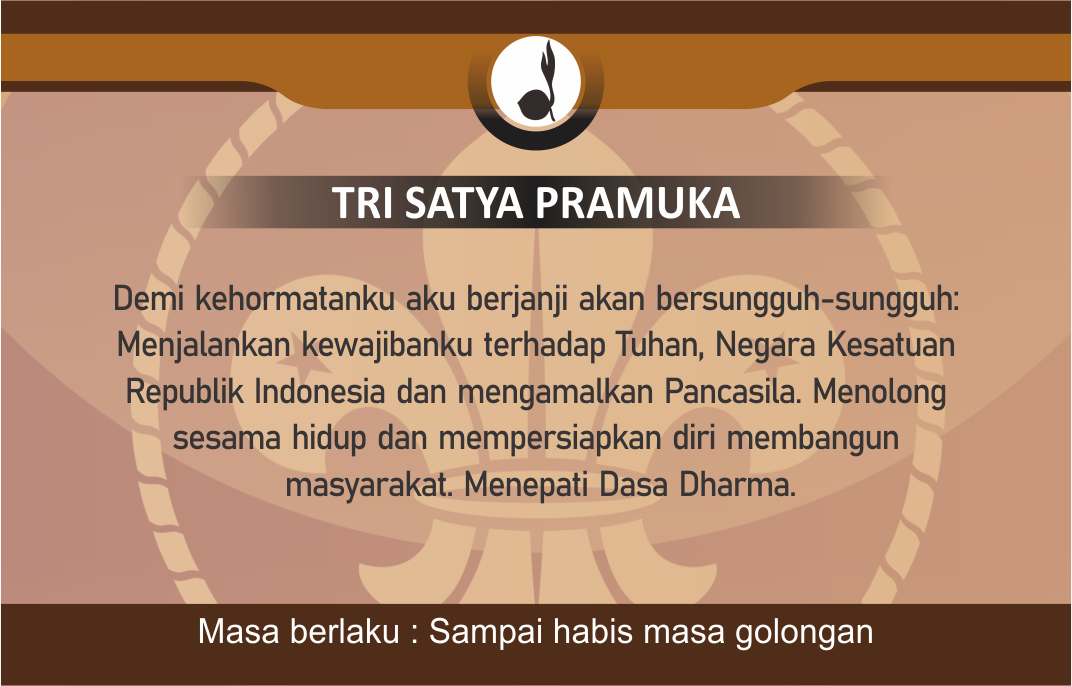 TRI SATYA PRAMUKA
Demi kehormatanku aku berjanji akan bersungguh-sungguh:
Menjalankan kewajibanku terhadap Tuhan, Negara Kesatuan
Republik Indonesia dan mengamalkan Pancasila. Menolong
sesama hidup dan mempersiapkan diri membangun
masyarakat. Menepati Dasa Dharma.
Masa berlaku : Sampai habis masa golongan